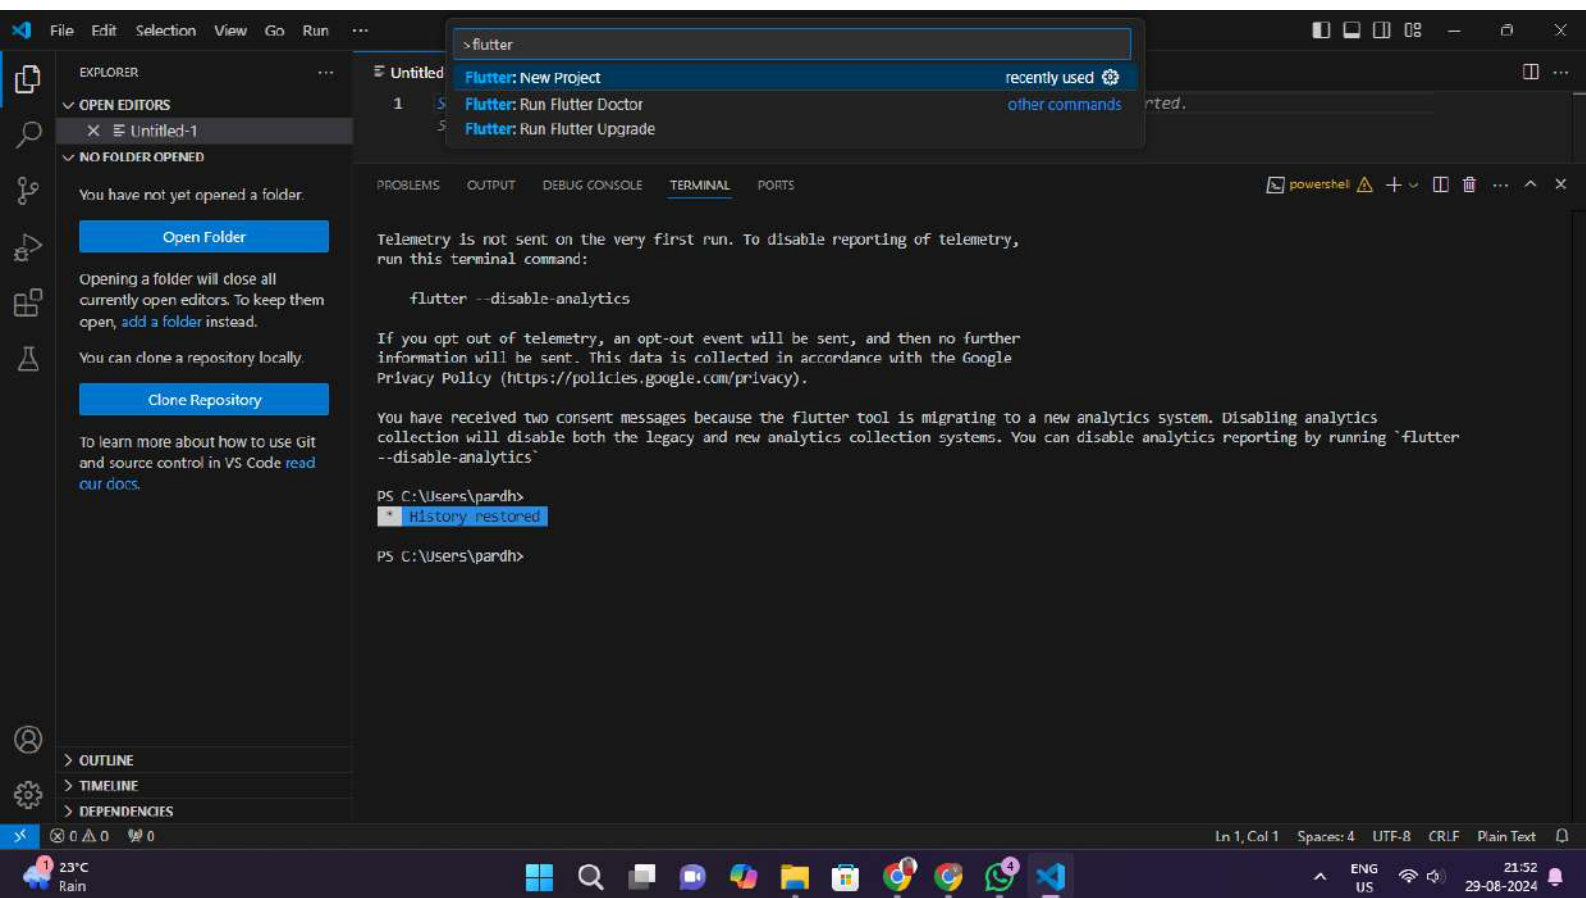 File Edit Selection View Go Run ···
>flutter
Flutter: New Project recently used
Flutter: Run Flutter Doctor other commands
Flutter: Run Flutter Upgrade
EXPLORER ···
OPEN EDITORS
Untitled-1
NO FOLDER OPENED
You have not yet opened a folder.
Open Folder
Opening a folder will close all
currently open editors. To keep them
open, add a folder instead.
You can clone a repository locally.
Clone Repository
To learn more about how to use Git
and source control in VS Code read
our docs.
OUTLINE
TIMELINE
DEPENDENCIES
Untitled
1 S rted.
S
PROBLEMS OUTPUT DEBUG CONSOLE TERMINAL PORTS
powershell
Telemetry is not sent on the very first run. To disable reporting of telemetry,
run this terminal command:
flutter --disable-analytics
If you opt out of telemetry, an opt-out event will be sent, and then no further
information will be sent. This data is collected in accordance with the Google
Privacy Policy (https://policies.google.com/privacy).
You have received two consent messages because the flutter tool is migrating to a new analytics system. Disabling analytics
collection will disable both the legacy and new analytics collection systems. You can disable analytics reporting by running `flutter
--disable-analytics`
PS C:\Users\pardh>
* History restored
PS C:\Users\pardh>
0 0 0
Ln 1, Col 1 Spaces: 4 UTF-8 CRLF Plain Text
1
23°C
Rain
4
ENG
US
21:52
29-08-2024